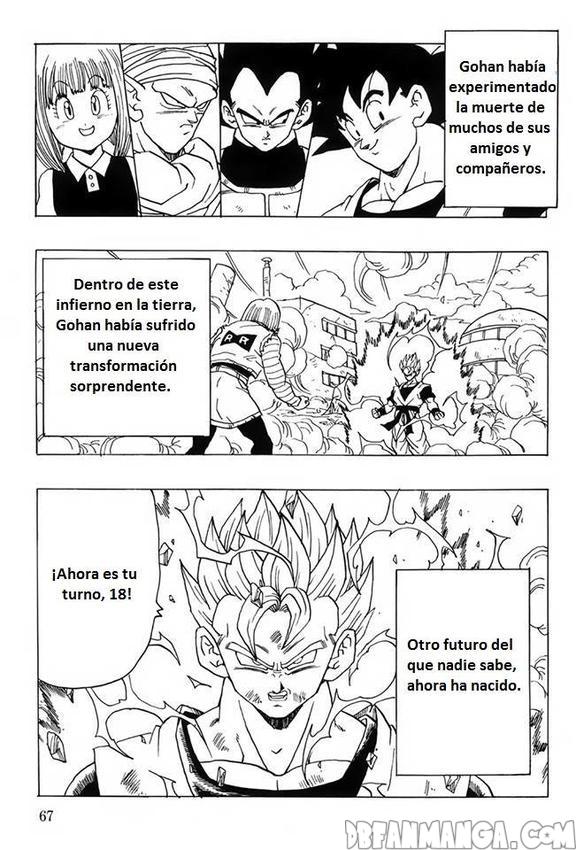 Gohan había
experimentado
la muerte de
muchos de sus
amigos y
compañeros.
Dentro de este
infierno en la tierra,
Gohan había sufrido
una nueva
transformación
sorprendente.
RR
¡Ahora es tu
turno, 18!
Otro futuro del
que nadie sabe,
ahora ha nacido.
67
DBFANMANGA.COM